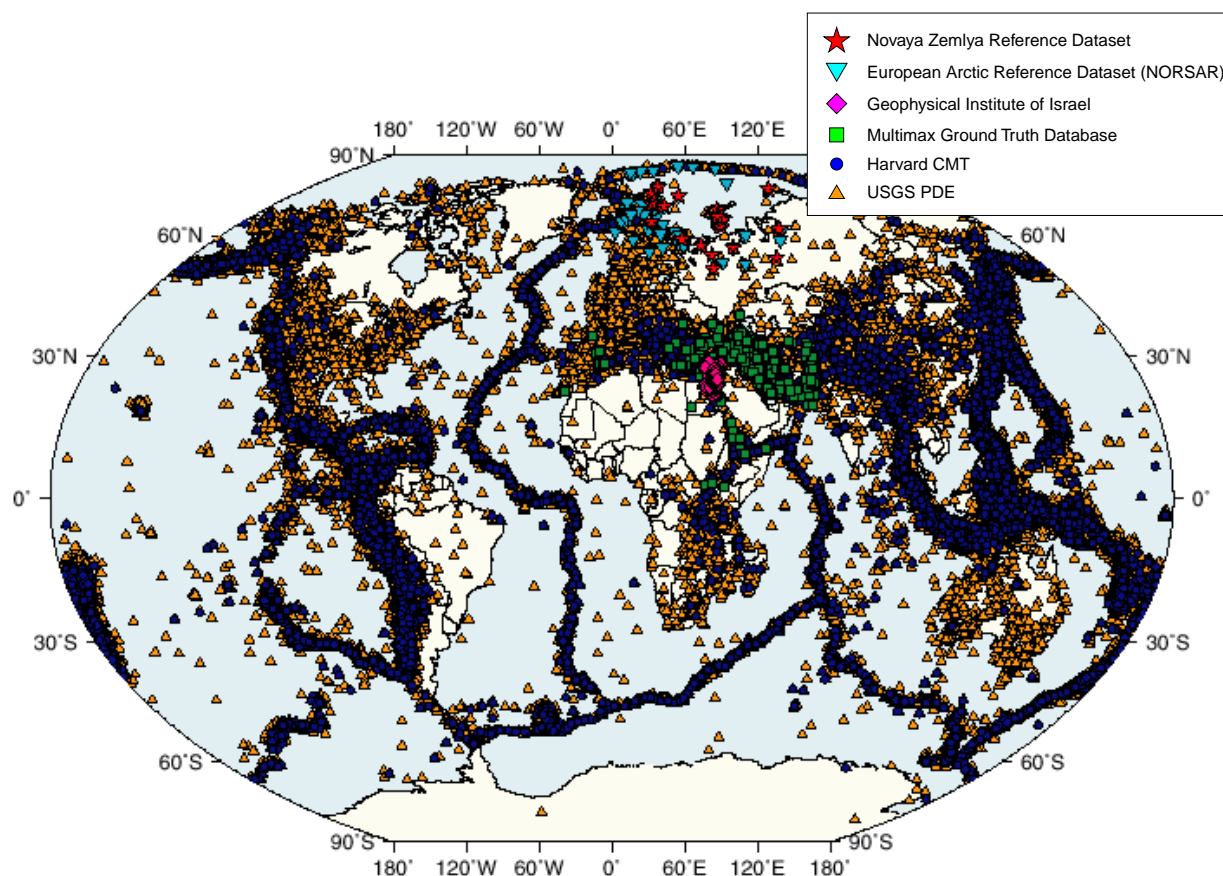 Novaya Zemlya Reference Dataset
European Arctic Reference Dataset (NORSAR)
Geophysical Institute of Israel
Multimax Ground Truth Database
Harvard CMT
USGS PDE
180˚ 120˚W 60˚W 0˚ 60˚E 120˚E
90˚N
60˚N 60˚N
30˚N 30˚N
0˚ 0˚
30˚S 30˚S
60˚S 60˚S
90˚S 90˚S
180˚ 120˚W 60˚W 0˚ 60˚E 120˚E 180˚